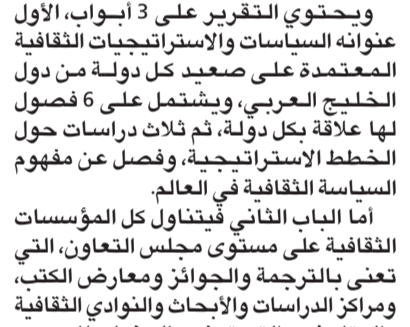 ويحتوي التقرير على 3 أبواب، الأول
عنوانه السياسات والاستراتيجيات الثقافية
المعتمدة على صعيد كل دولة من دول
الخليج العربي، ويشتمل على 6 فصول
لها علاقة بكل دولة، ثم ثلاث دراسات حول
الخطط الاستراتيجية، وفصل عن مفهوم
السياسة الثقافية في العالم.
أما الباب الثاني فيتناول كل المؤسسات
الثقافية على مستوى مجلس التعاون، التي
تعنى بالترجمة والجوائز ومعارض الكتب،
ومراكز الدراسات والأبحاث والنوادي الثقافية